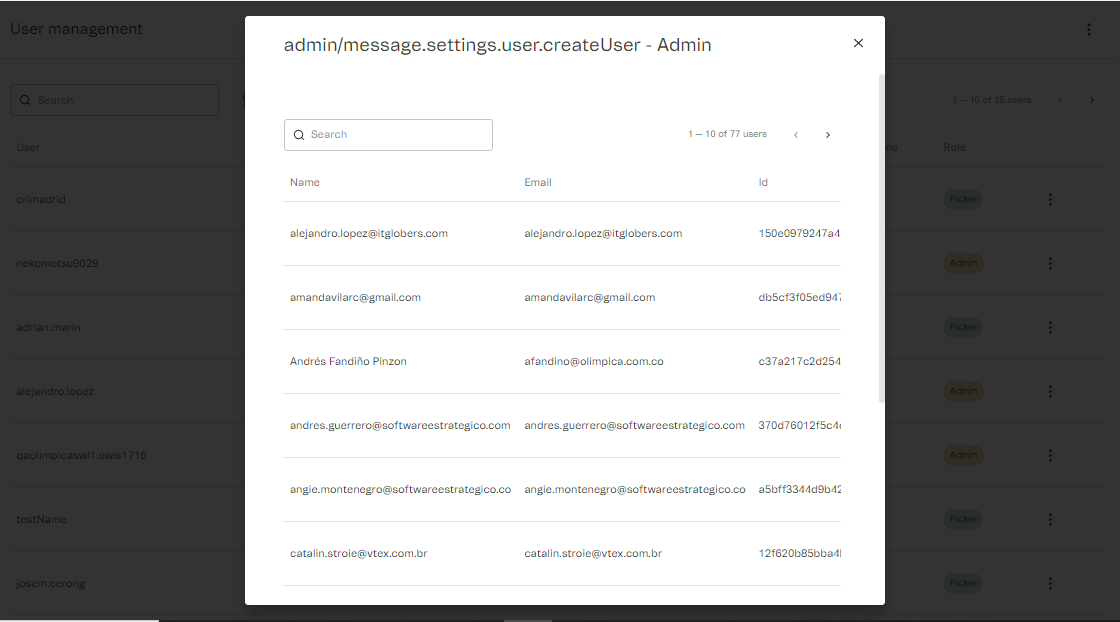 User management
admin/message.settings.user.createUser - Admin
Search
1 — 10 of 35 users
Search
1 — 10 of 77 users
User
Role
Name
Email
Id
crimadrid
Picker
alejandro.lopez@itglobers.com
alejandro.lopez@itglobers.com
150e0979247a4
nekomotsu9029
Admin
amandavilarc@gmail.com
amandavilarc@gmail.com
db5cf3f05ed947
adrian.marin
Picker
Andrés Fandiño Pinzon
afandino@olimpica.com.co
c37a217c2d254
alejandro.lopez
Admin
andres.guerrero@softwareestrategico.com
andres.guerrero@softwareestrategico.com
370d76012f5c4
qaolimpicaswi1.owls1716
Admin
angie.montenegro@softwareestrategico.co
angie.montenegro@softwareestrategico.co
a5bff3344d9b42
testName
Picker
catalin.stroie@vtex.com.br
catalin.stroie@vtex.com.br
12f620b85bba4
josem.cerong
Picker